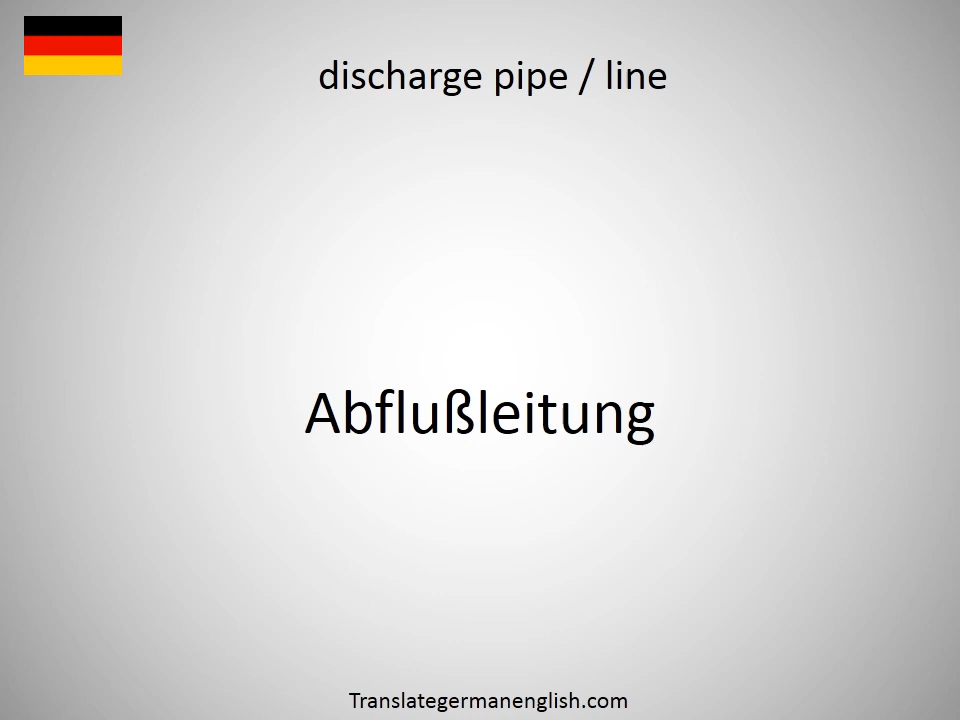 discharge pipe / line
Abflußleitung
Translategermanenglish.com